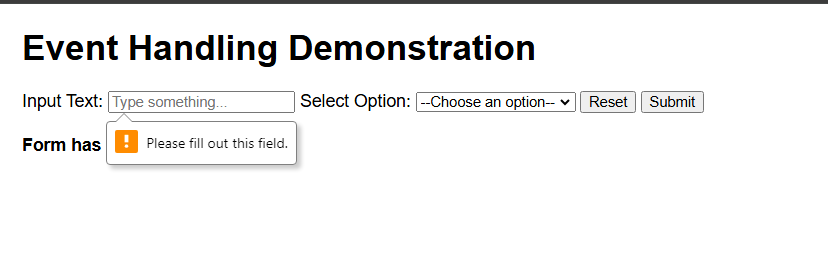 Event Handling Demonstration
Input Text: Type something... Select Option: --Choose an option-- Reset Submit
Form has
! Please fill out this field.